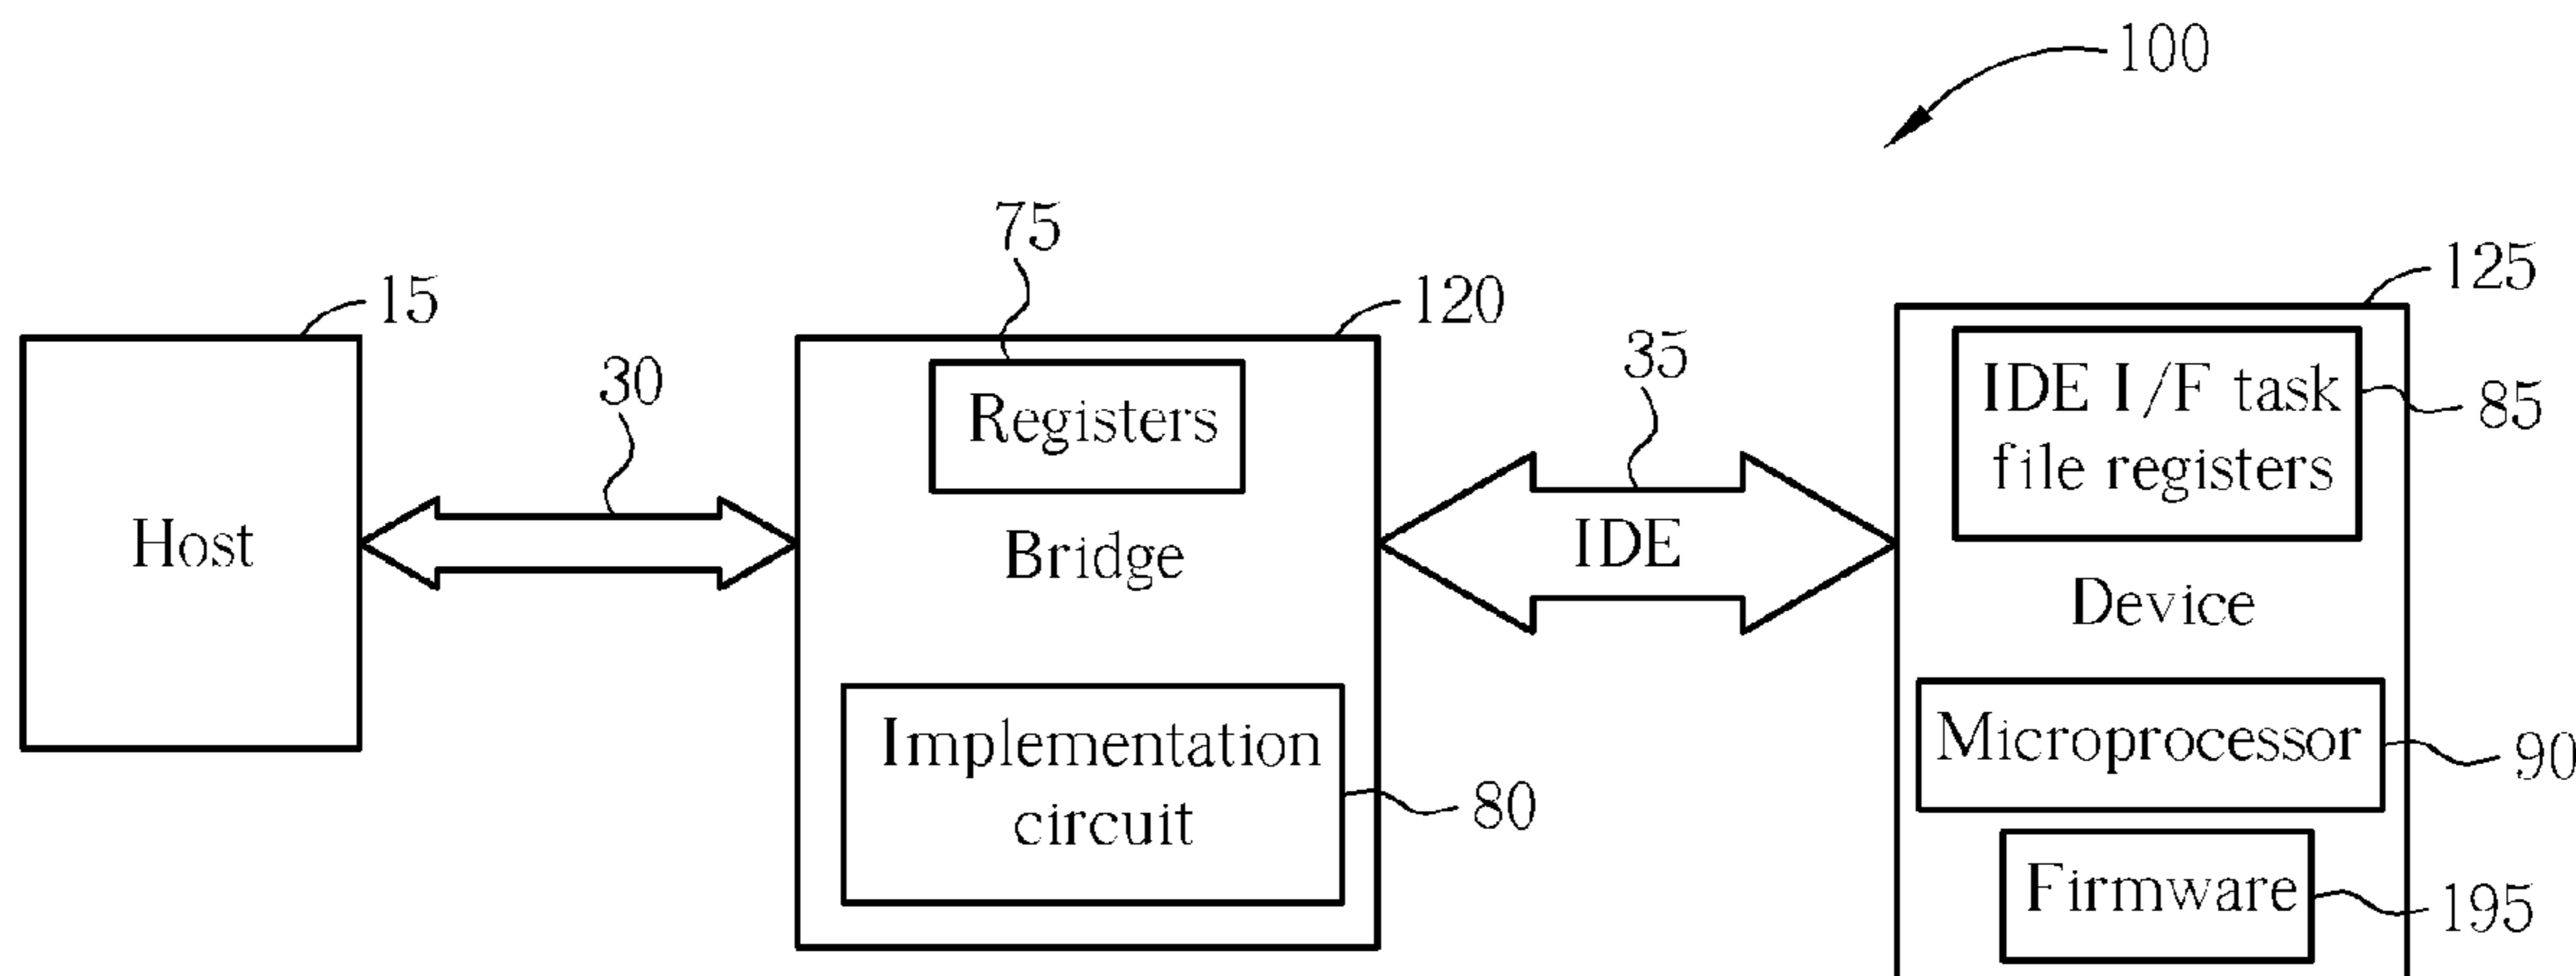 100
75
15
120
125
30
35
Registers
IDE I/F task
file registers
85
Host
Bridge
IDE
Device
Implementation
circuit
80
Microprocessor
90
Firmware
195